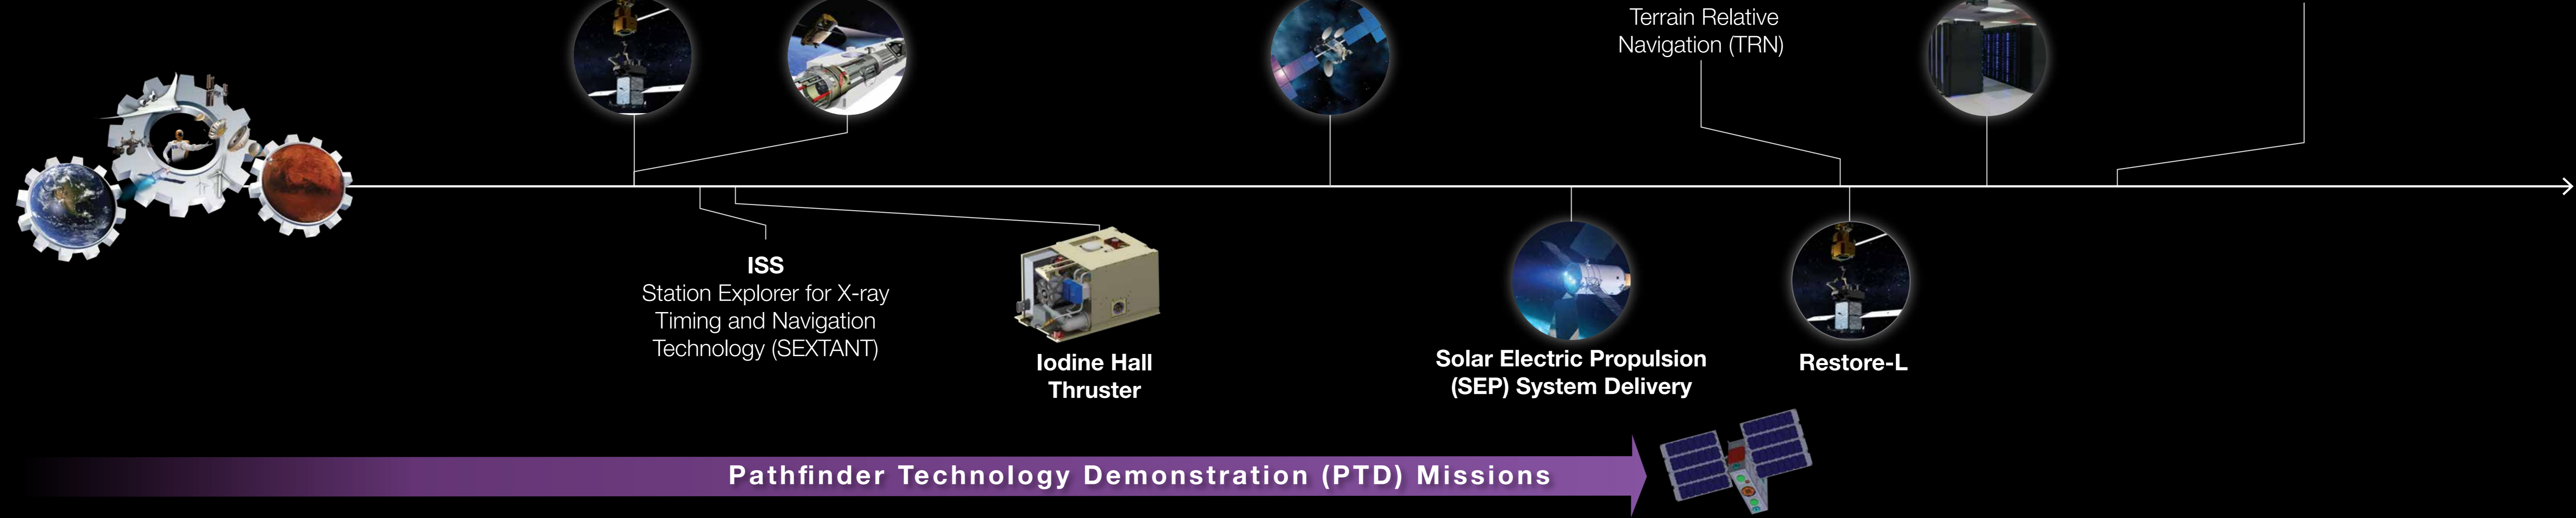 Terrain Relative
Navigation (TRN)
ISS
Station Explorer for X-ray
Timing and Navigation
Technology (SEXTANT)
Iodine Hall
Thruster
Solar Electric Propulsion
(SEP) System Delivery
Restore-L
Pathfinder Technology Demonstration (PTD) Missions